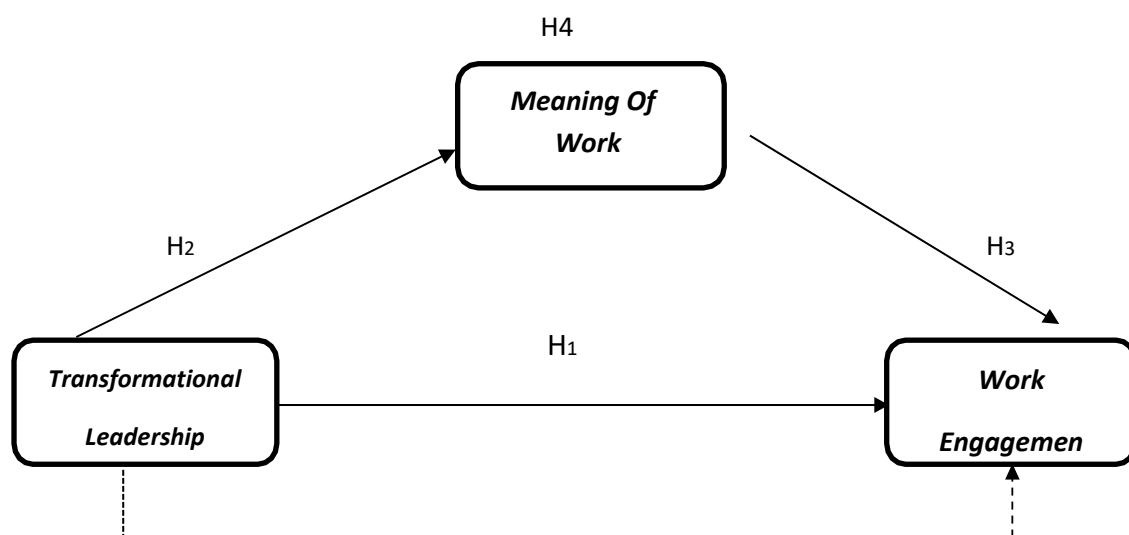 H4
Meaning Of
Work
H2
H3
H1
Transformational
Leadership
Work
Engagemen